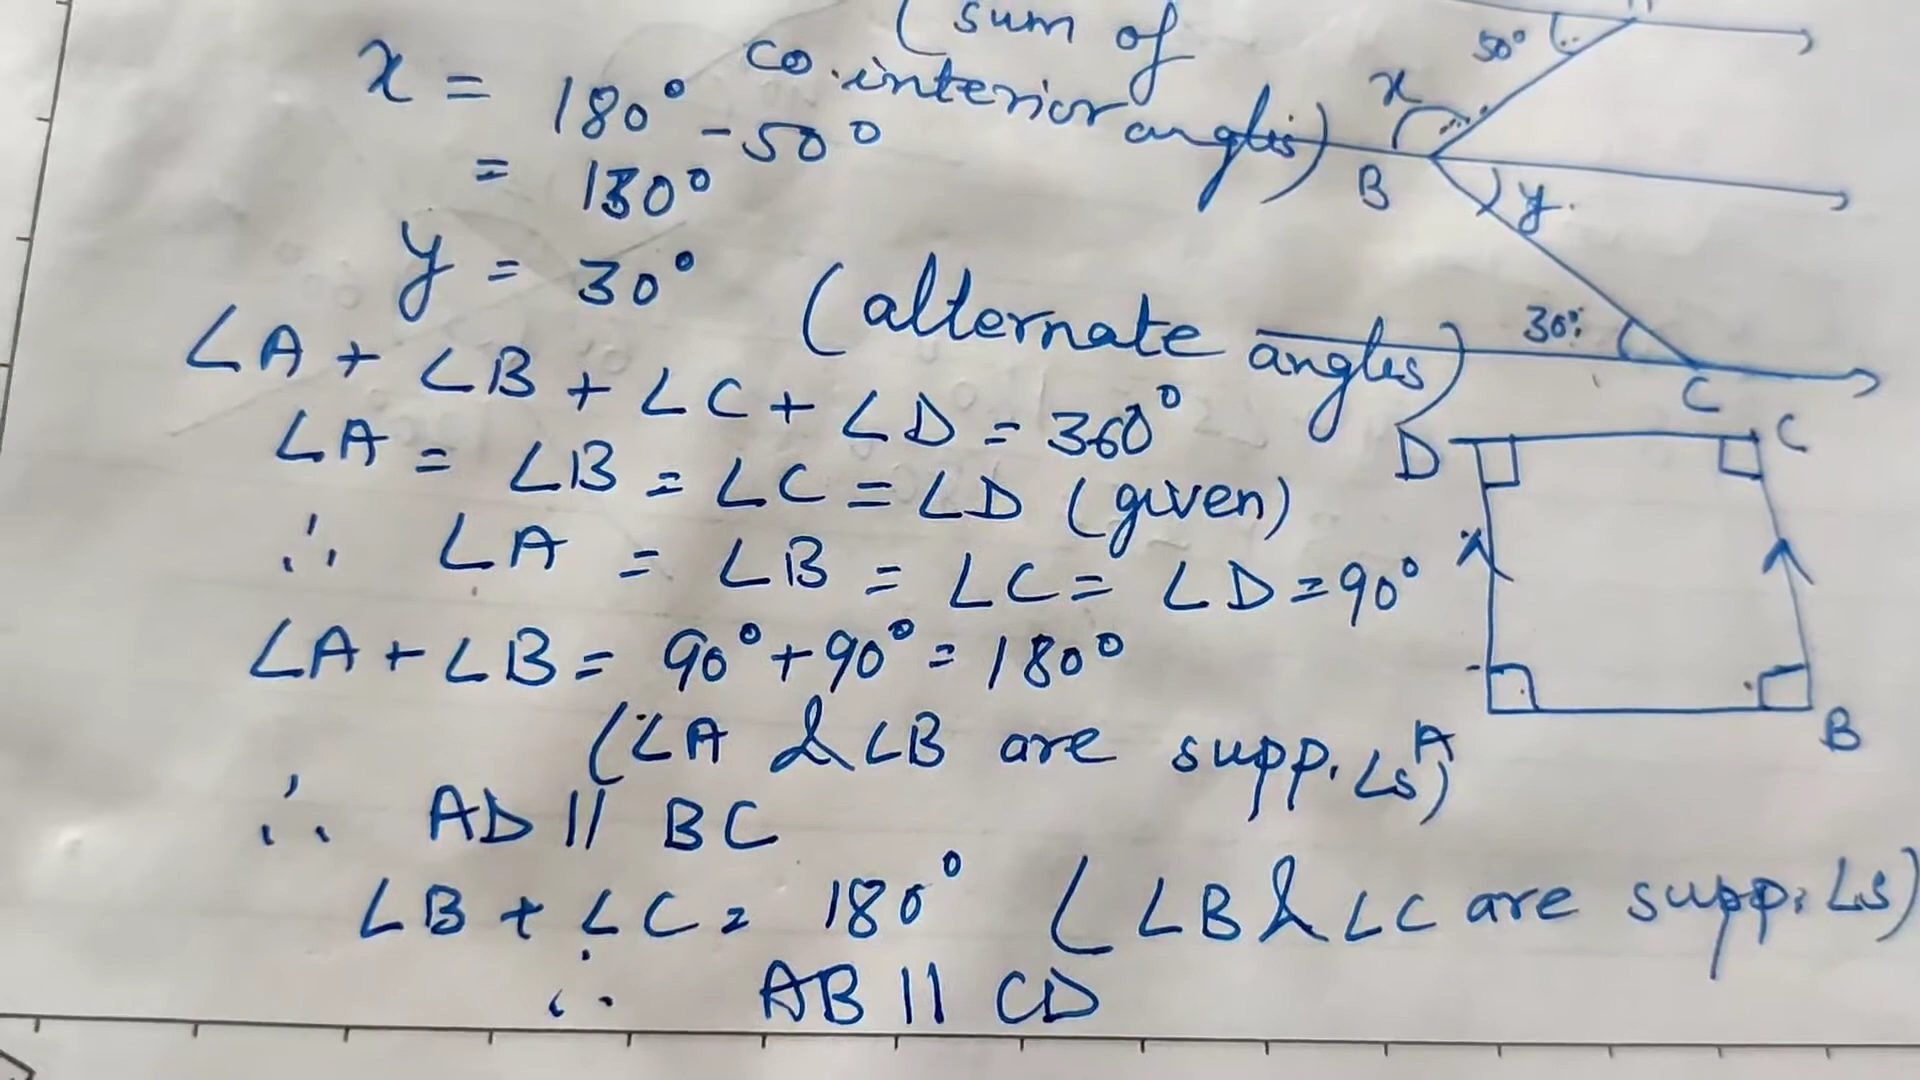 (sum of
x = 180° - 50° co.interior angles)
= 130°
y = 30° (alternate angles)
∠A + ∠B + ∠C + ∠D = 360°
∠A = ∠B = ∠C = ∠D (given)
∴ ∠A = ∠B = ∠C = ∠D = 90°
∠A + ∠B = 90° + 90° = 180°
(∠A & ∠B are supp. ∠s)
∴ AD || BC
∠B + ∠C = 180° (∠B & ∠C are supp. ∠s)
∴ AB || CD
50°
x
B
y
30°
C
D C
A B